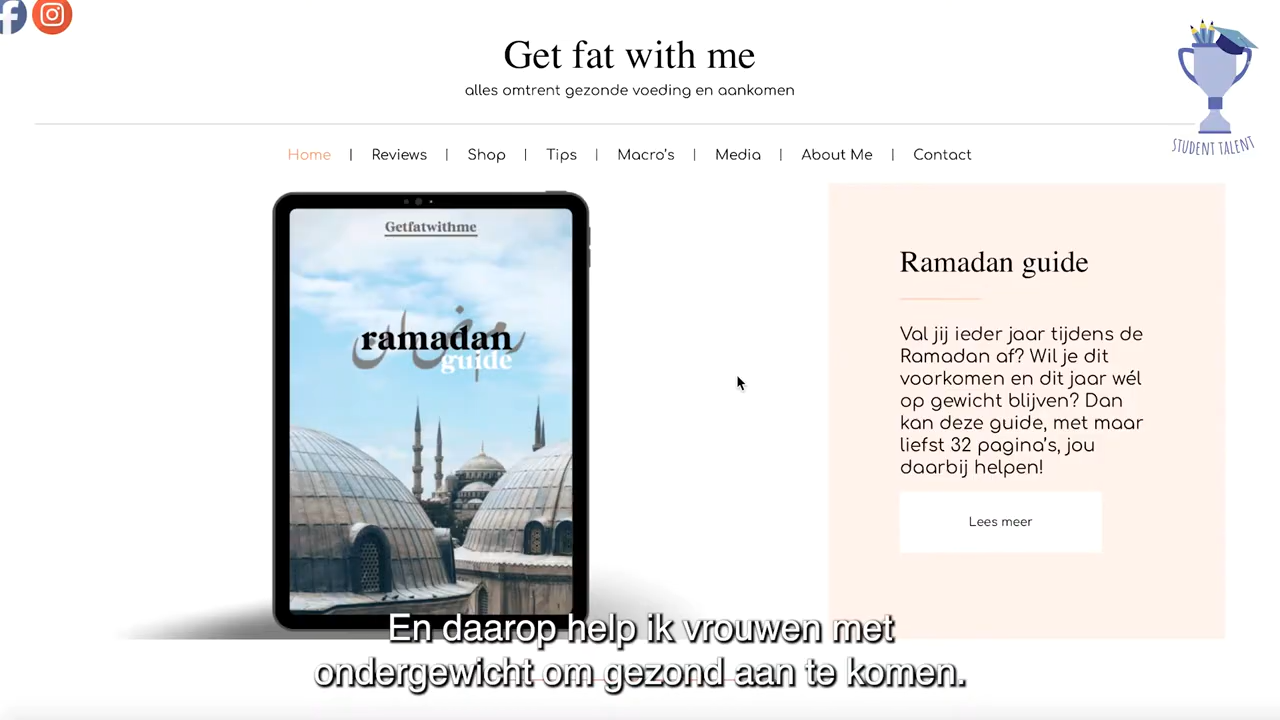 Get fat with me
alles omtrent gezonde voeding en aankomen
STUDENT TALENT
Home | Reviews | Shop | Tips | Macro's | Media | About Me | Contact
Getfatwithme
رمضان
ramadan
guide
Ramadan guide
Val jij ieder jaar tijdens de
Ramadan af? Wil je dit
voorkomen en dit jaar wél
op gewicht blijven? Dan
kan deze guide, met maar
liefst 32 pagina's, jou
daarbij helpen!
Lees meer
En daarop help ik vrouwen met
ondergewicht om gezond aan te komen.